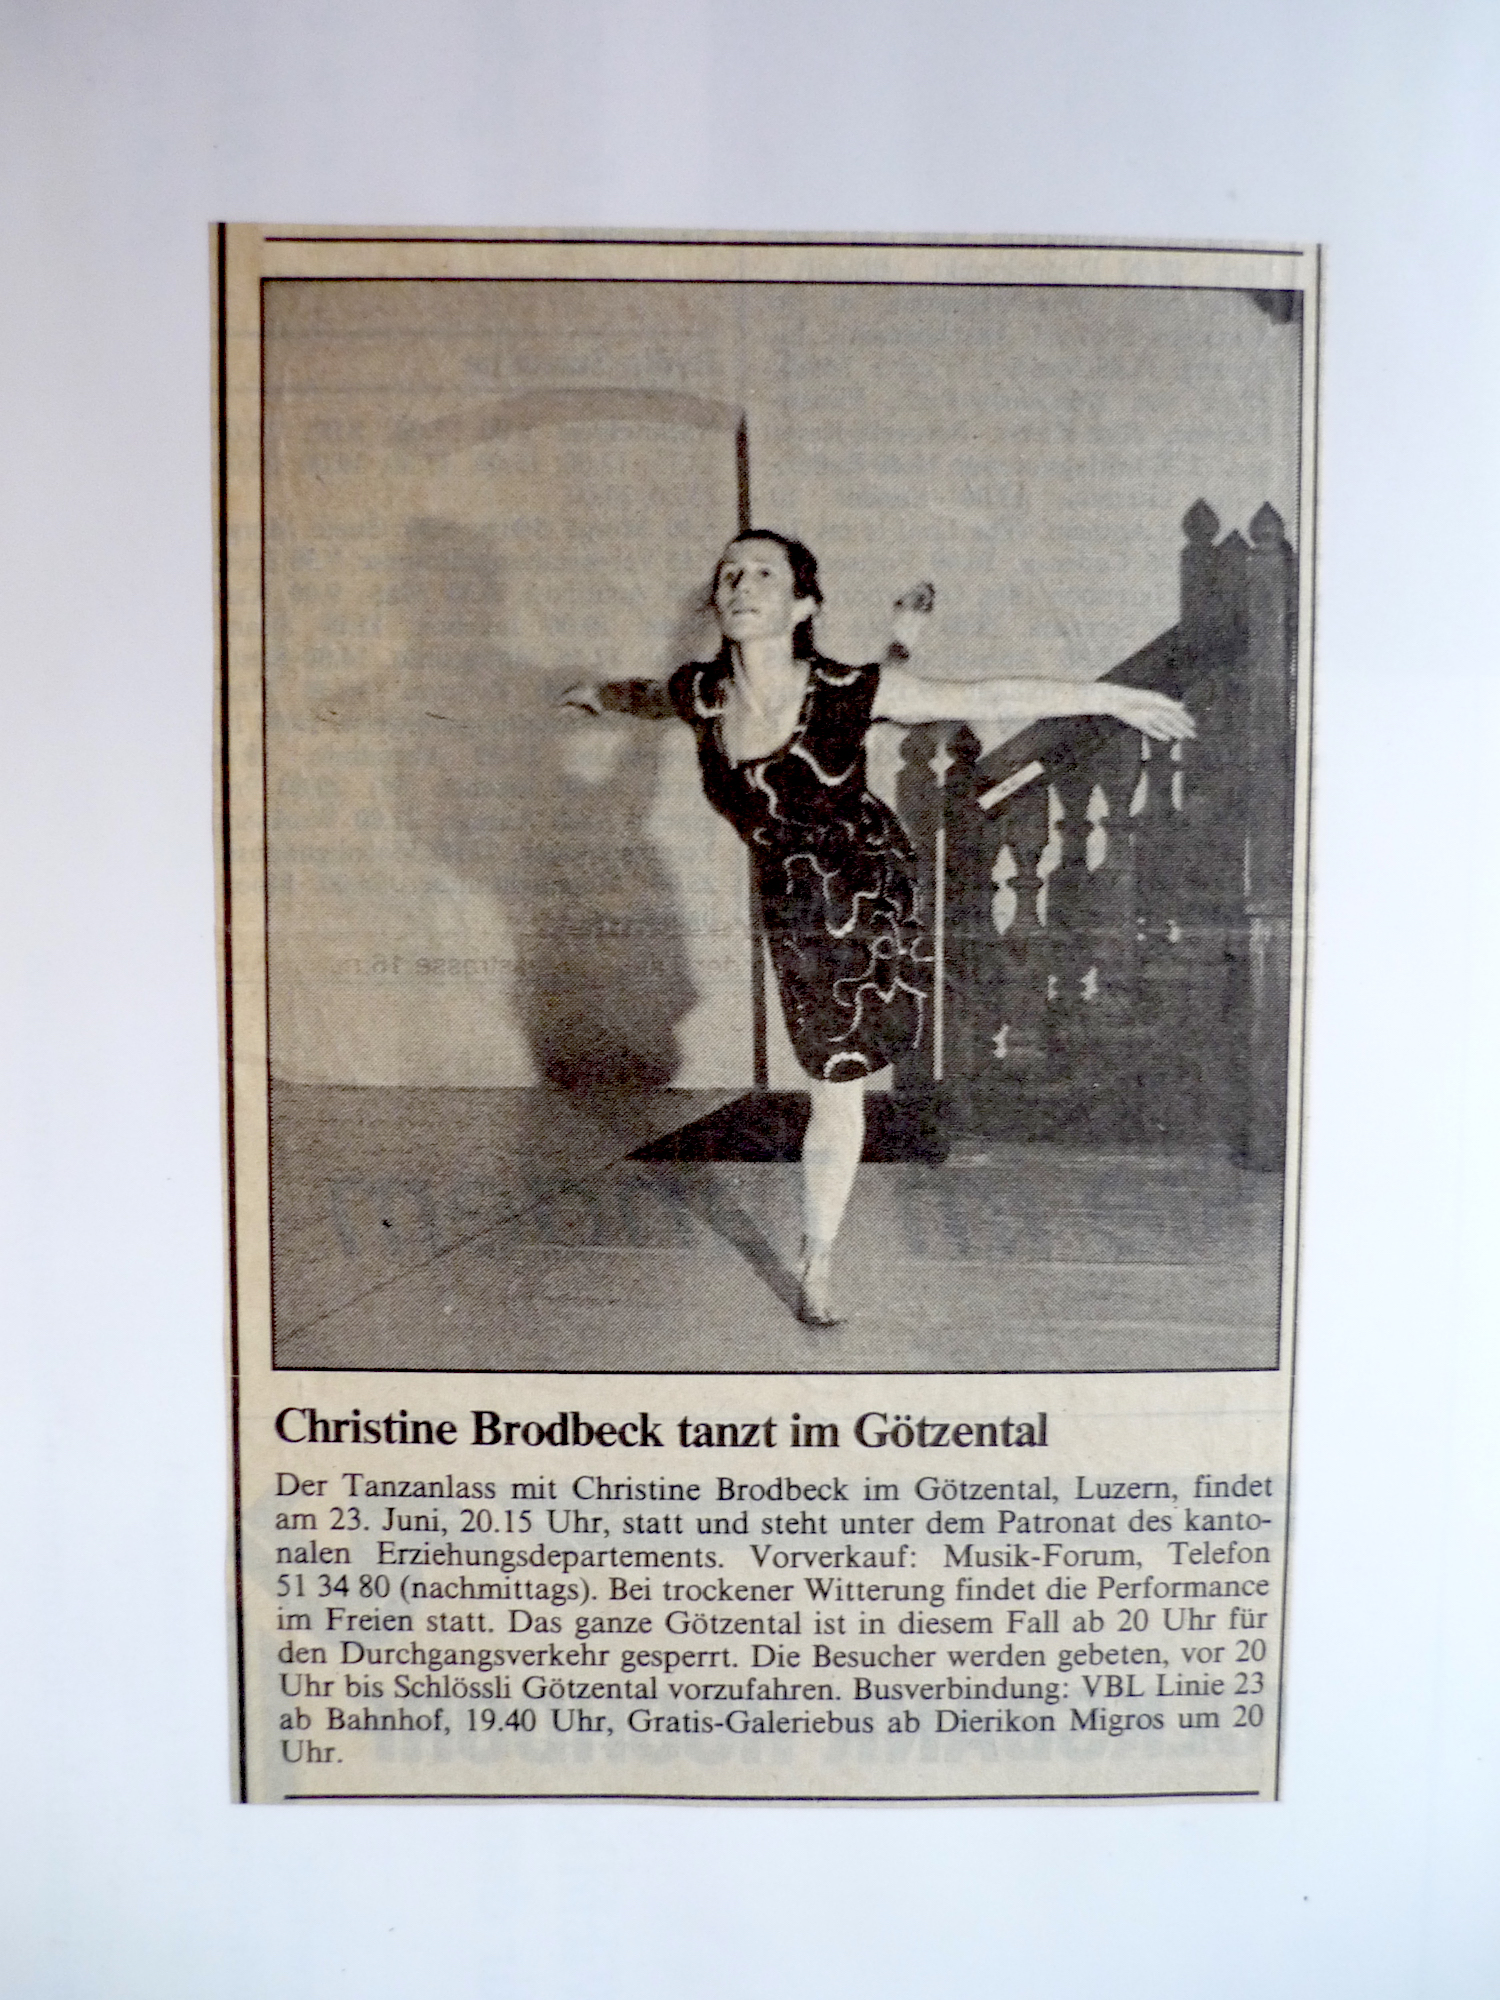 Christine Brodbeck tanzt im Götzental
Der Tanzanlass mit Christine Brodbeck im Götzental, Luzern, findet
am 23. Juni, 20.15 Uhr, statt und steht unter dem Patronat des kanto-
nalen Erziehungsdepartements. Vorverkauf: Musik-Forum, Telefon
51 34 80 (nachmittags). Bei trockener Witterung findet die Performance
im Freien statt. Das ganze Götzental ist in diesem Fall ab 20 Uhr für
den Durchgangsverkehr gesperrt. Die Besucher werden gebeten, vor 20
Uhr bis Schlössli Götzental vorzufahren. Busverbindung: VBL Linie 23
ab Bahnhof, 19.40 Uhr, Gratis-Galeriebus ab Dierikon Migros um 20
Uhr.